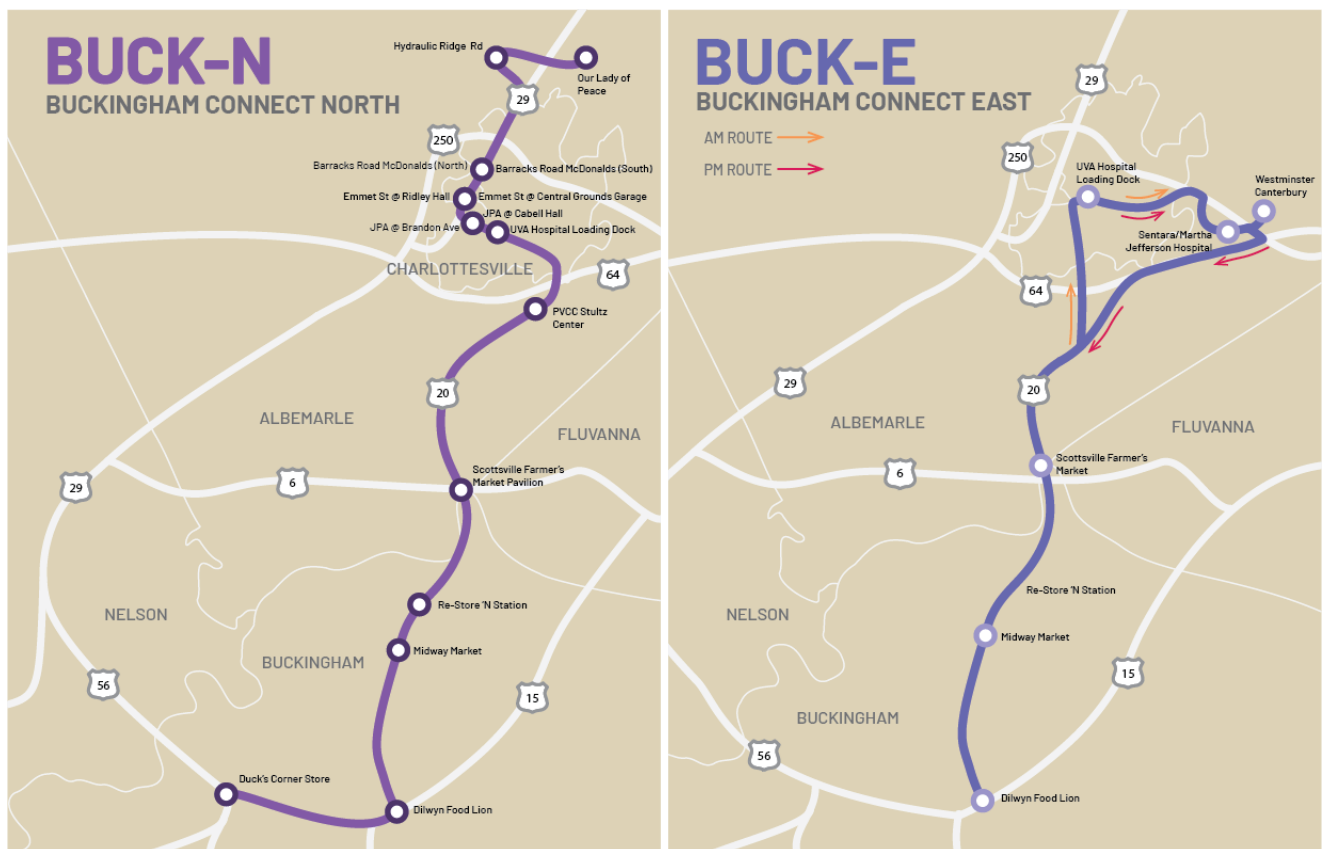 BUCK-N
BUCKINGHAM CONNECT NORTH
Hydraulic Ridge Rd
Our Lady of
Peace
29
250
Barracks Road McDonalds (North)
Barracks Road McDonalds (South)
Emmet St @ Ridley Hall
Emmet St @ Central Grounds Garage
JPA @ Cabell Hall
JPA @ Brandon Ave
UVA Hospital Loading Dock
CHARLOTTESVILLE
64
PVCC Stultz
Center
20
ALBEMARLE
FLUVANNA
Scottsville Farmer's
Market Pavilion
29
6
Re-Store 'N Station
NELSON
Midway Market
BUCKINGHAM
56
15
Duck's Corner Store
Dilwyn Food Lion
BUCK-E
BUCKINGHAM CONNECT EAST
AM ROUTE
PM ROUTE
29
250
UVA Hospital
Loading Dock
Westminster
Canterbury
Sentara/Martha
Jefferson Hospital
64
29
20
ALBEMARLE
FLUVANNA
Scottsville Farmer's
Market
6
Re-Store 'N Station
NELSON
Midway Market
15
BUCKINGHAM
56
Dilwyn Food Lion